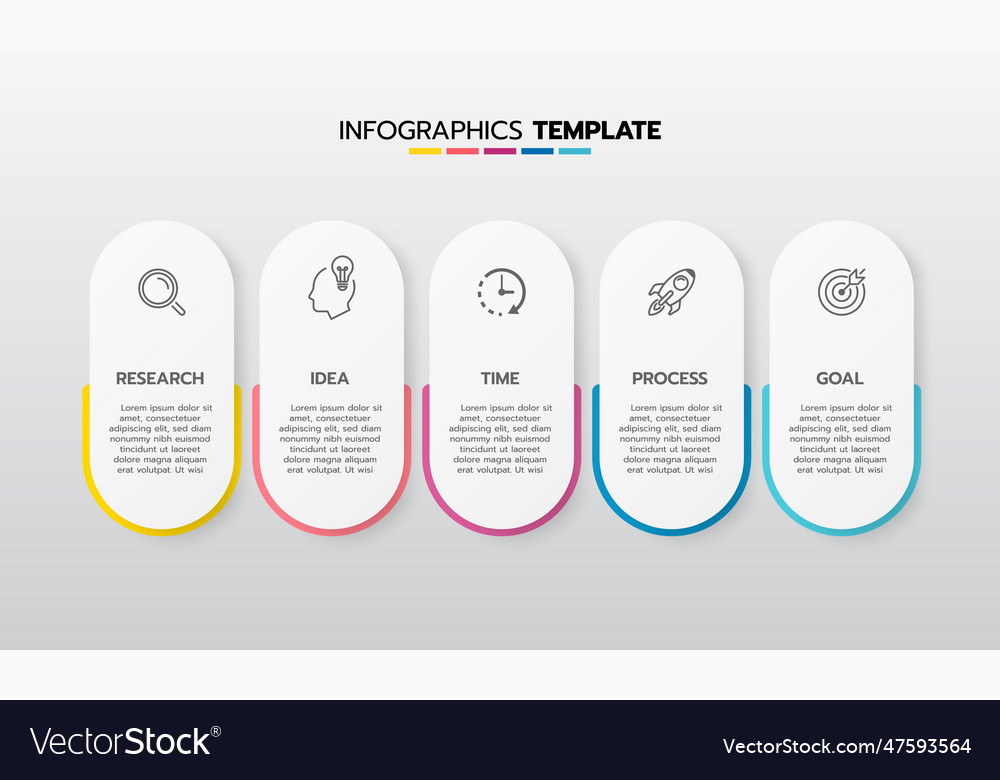 INFOGRAPHICS TEMPLATE
RESEARCH
Lorem ipsum dolor sit
amet, consectetuer
adipiscing elit, sed diam
nonummy nibh euismod
tincidunt ut laoreet
dolore magna aliquam
erat volutpat. Ut wisi
IDEA
Lorem ipsum dolor sit
amet, consectetuer
adipiscing elit, sed diam
nonummy nibh euismod
tincidunt ut laoreet
dolore magna aliquam
erat volutpat. Ut wisi
TIME
Lorem ipsum dolor sit
amet, consectetuer
adipiscing elit, sed diam
nonummy nibh euismod
tincidunt ut laoreet
dolore magna aliquam
erat volutpat. Ut wisi
PROCESS
Lorem ipsum dolor sit
amet, consectetuer
adipiscing elit, sed diam
nonummy nibh euismod
tincidunt ut laoreet
dolore magna aliquam
erat volutpat. Ut wisi
GOAL
Lorem ipsum dolor sit
amet, consectetuer
adipiscing elit, sed diam
nonummy nibh euismod
tincidunt ut laoreet
dolore magna aliquam
erat volutpat. Ut wisi
VectorStock®
VectorStock.com/47593564